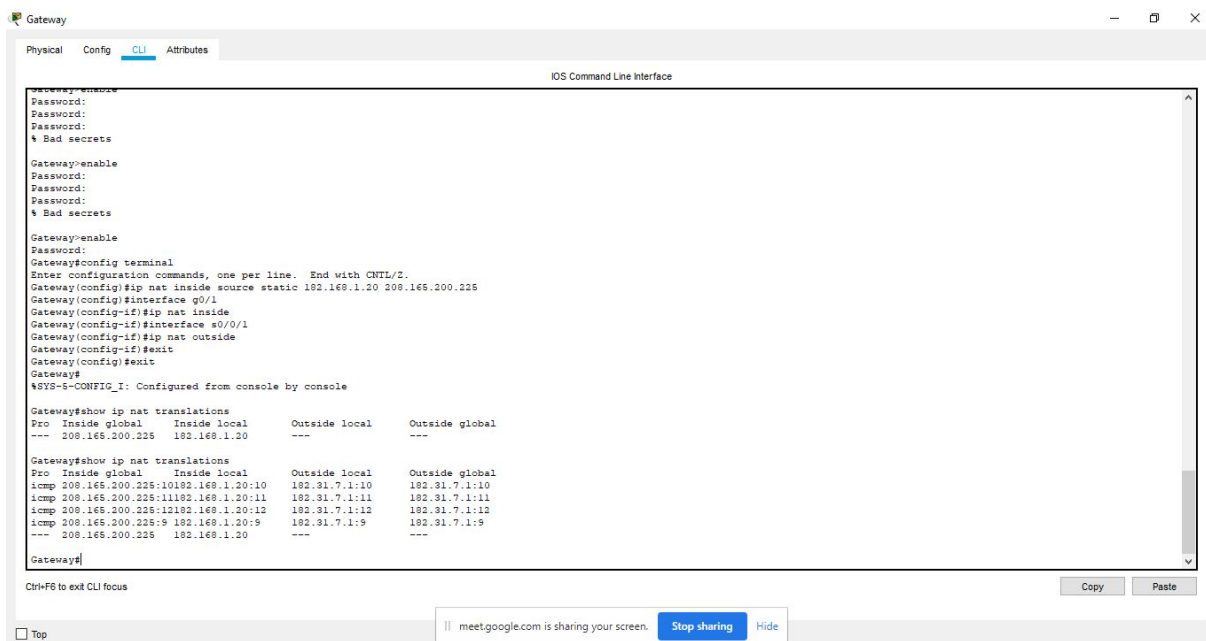 Gateway
Physical Config CLI Attributes
IOS Command Line Interface
Gateway>enable
Password:
Password:
Password:
% Bad secrets
Gateway>enable
Password:
Password:
Password:
% Bad secrets
Gateway>enable
Password:
Gateway#config terminal
Enter configuration commands, one per line. End with CNTL/Z.
Gateway(config)#ip nat inside source static 182.168.1.20 208.165.200.225
Gateway(config)#interface g0/1
Gateway(config-if)#ip nat inside
Gateway(config-if)#interface s0/0/1
Gateway(config-if)#ip nat outside
Gateway(config-if)#exit
Gateway(config)#exit
Gateway#
%SYS-5-CONFIG_I: Configured from console by console
Gateway#show ip nat translations
Pro Inside global Inside local Outside local Outside global
--- 208.165.200.225 182.168.1.20 --- ---
Gateway#show ip nat translations
Pro Inside global Inside local Outside local Outside global
icmp 208.165.200.225:10182.168.1.20:10 182.31.7.1:10 182.31.7.1:10
icmp 208.165.200.225:11182.168.1.20:11 182.31.7.1:11 182.31.7.1:11
icmp 208.165.200.225:12182.168.1.20:12 182.31.7.1:12 182.31.7.1:12
icmp 208.165.200.225:9 182.168.1.20:9 182.31.7.1:9 182.31.7.1:9
--- 208.165.200.225 182.168.1.20 --- ---
Gateway#
Ctrl+F6 to exit CLI focus
Copy Paste
meet.google.com is sharing your screen. Stop sharing Hide
Top